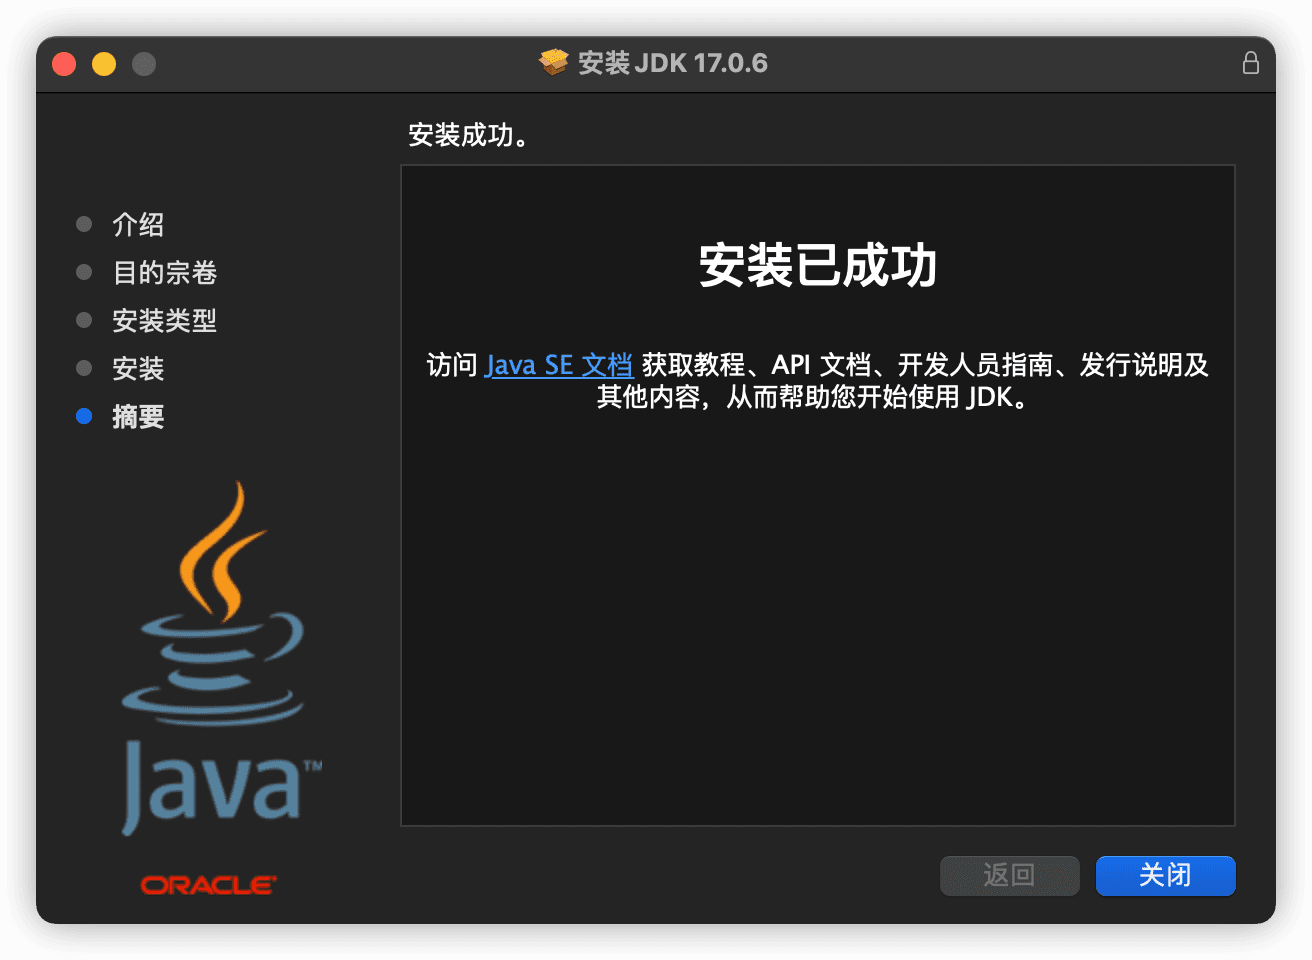 安装 JDK 17.0.6
安装成功。
介绍
目的宗卷
安装类型
安装
摘要
安装已成功
访问 Java SE 文档 获取教程、API 文档、开发人员指南、发行说明及
其他内容，从而帮助您开始使用 JDK。
Java™
ORACLE®
返回
关闭